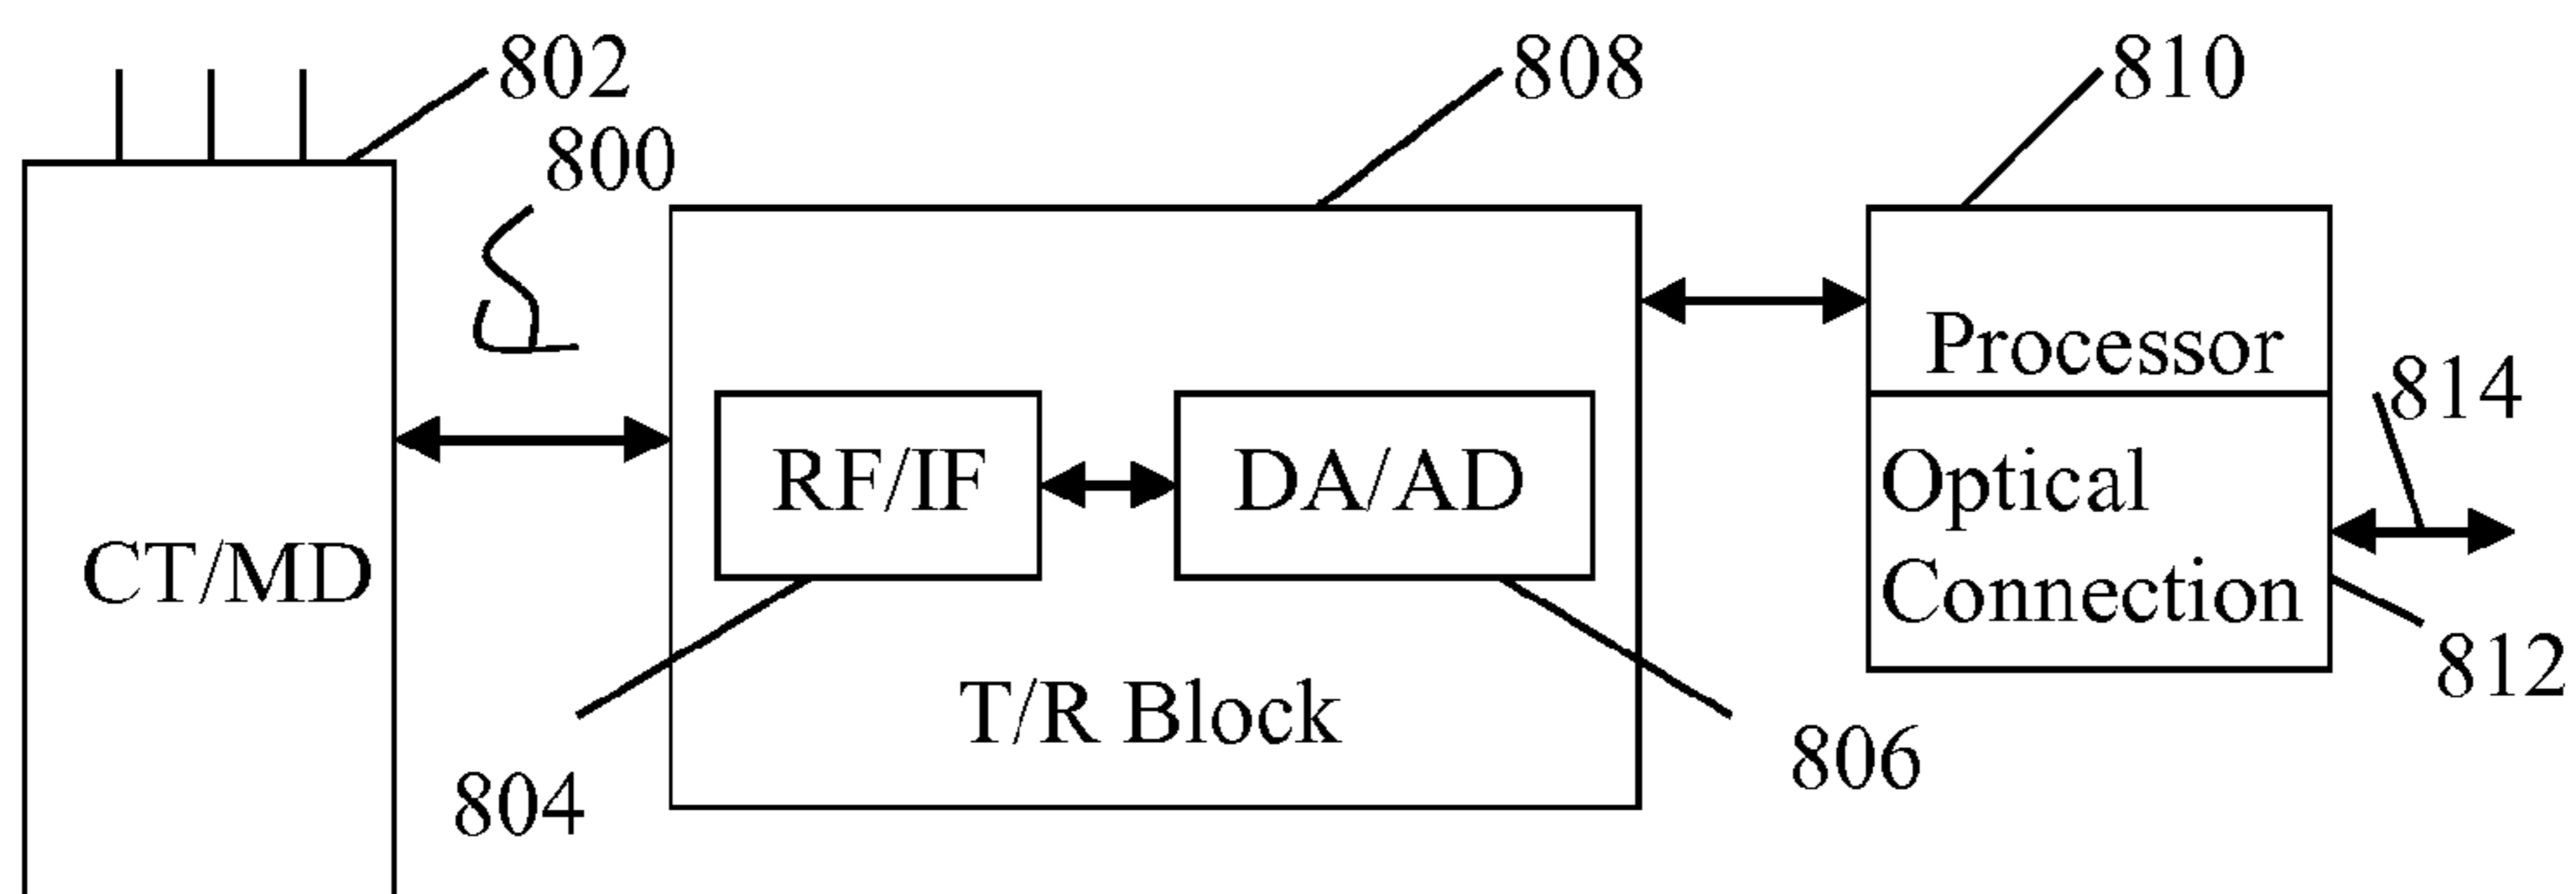 802
808
810
800
Processor
814
RF/IF
DA/AD
Optical
Connection
CT/MD
812
T/R Block
806
804